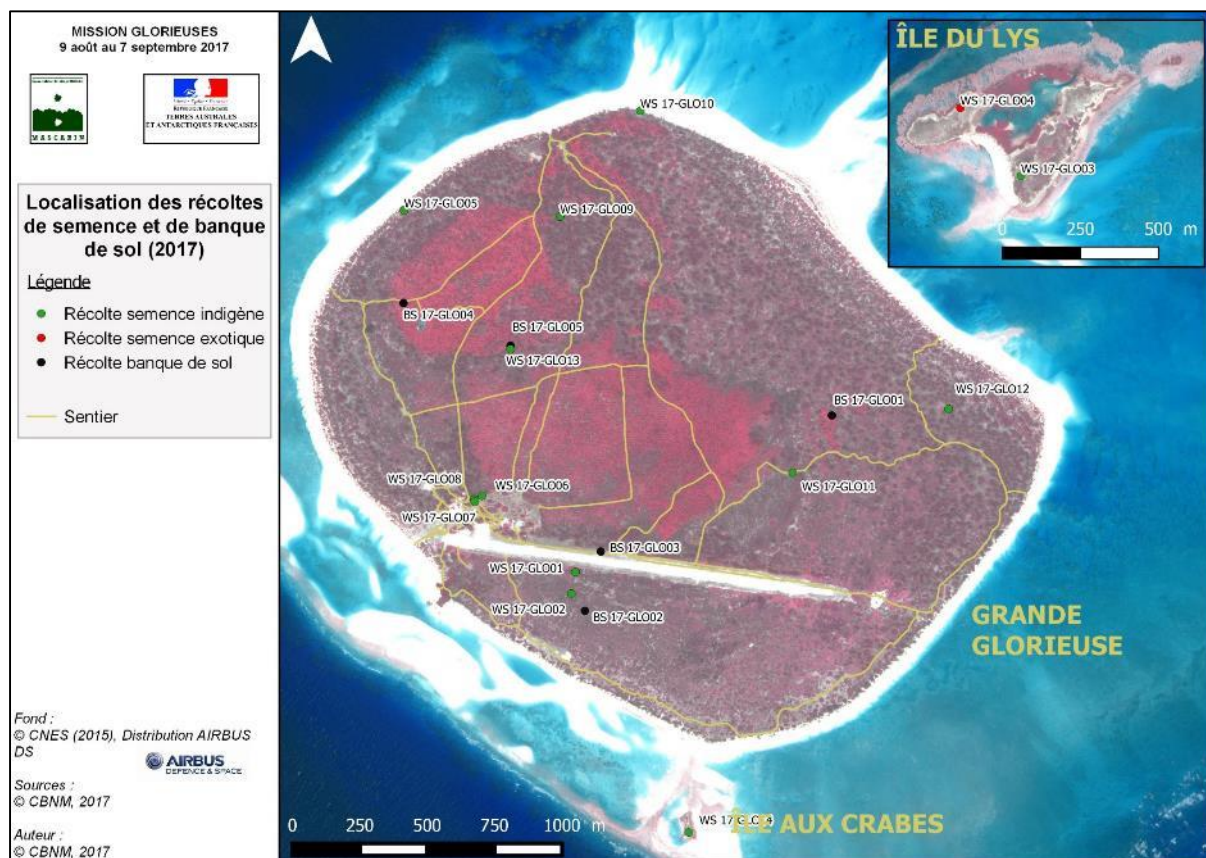 MISSION GLORIEUSES
9 août au 7 septembre 2017
MASCARIN
RÉPUBLIQUE FRANÇAISE
TERRES AUSTRALES
ET ANTARCTIQUES FRANÇAISES
Localisation des récoltes
de semence et de banque
de sol (2017)
Légende
Récolte semence indigène
Récolte semence exotique
Récolte banque de sol
Sentier
Fond :
© CNES (2015), Distribution AIRBUS
DS
AIRBUS
DEFENCE & SPACE
Sources :
© CBNM, 2017
Auteur :
© CBNM, 2017
ÎLE DU LYS
WS 17-GLO04
WS 17-GLO03
0 250 500 m
WS 17-GLO10
WS 17-GLO05
WS 17-GLO09
BS 17-GLO04
BS 17-GLO05
WS 17-GLO13
BS 17-GLO01
WS 17-GLO12
WS 17-GLO11
WS 17-GLO08
WS 17-GLO06
WS 17-GLO07
BS 17-GLO03
WS 17-GLO01
WS 17-GLO02
BS 17-GLO02
GRANDE
GLORIEUSE
WS 17-GLO14
ÎLE AUX CRABES
0 250 500 750 1000 m